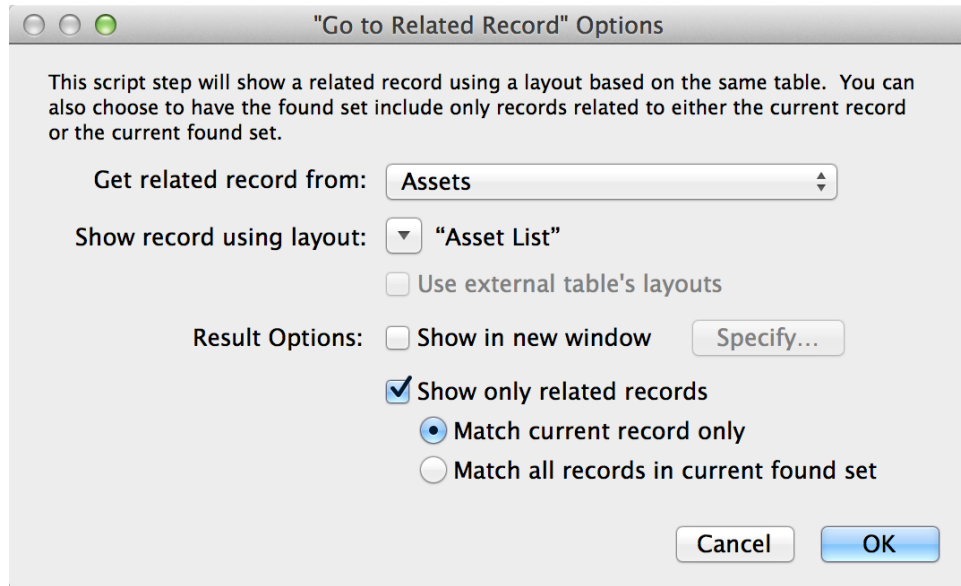 "Go to Related Record" Options
This script step will show a related record using a layout based on the same table.  You can
also choose to have the found set include only records related to either the current record
or the current found set.
Get related record from: Assets
Show record using layout: “Asset List”
Use external table's layouts
Result Options: Show in new window Specify...
Show only related records
Match current record only
Match all records in current found set
Cancel OK